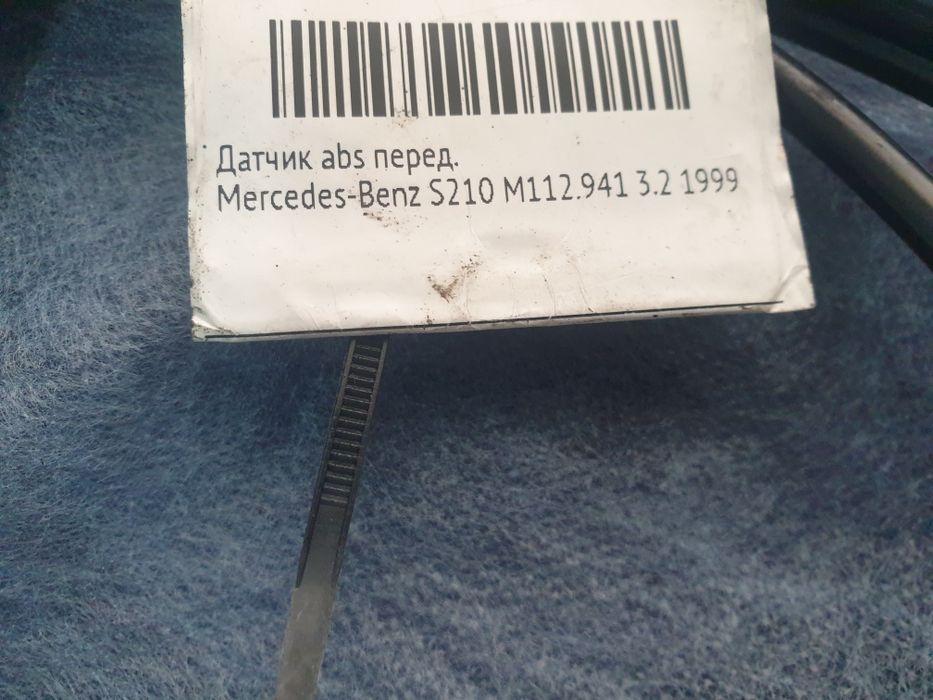 Датчик abs перед.
Mercedes-Benz S210 M112.941 3.2 1999